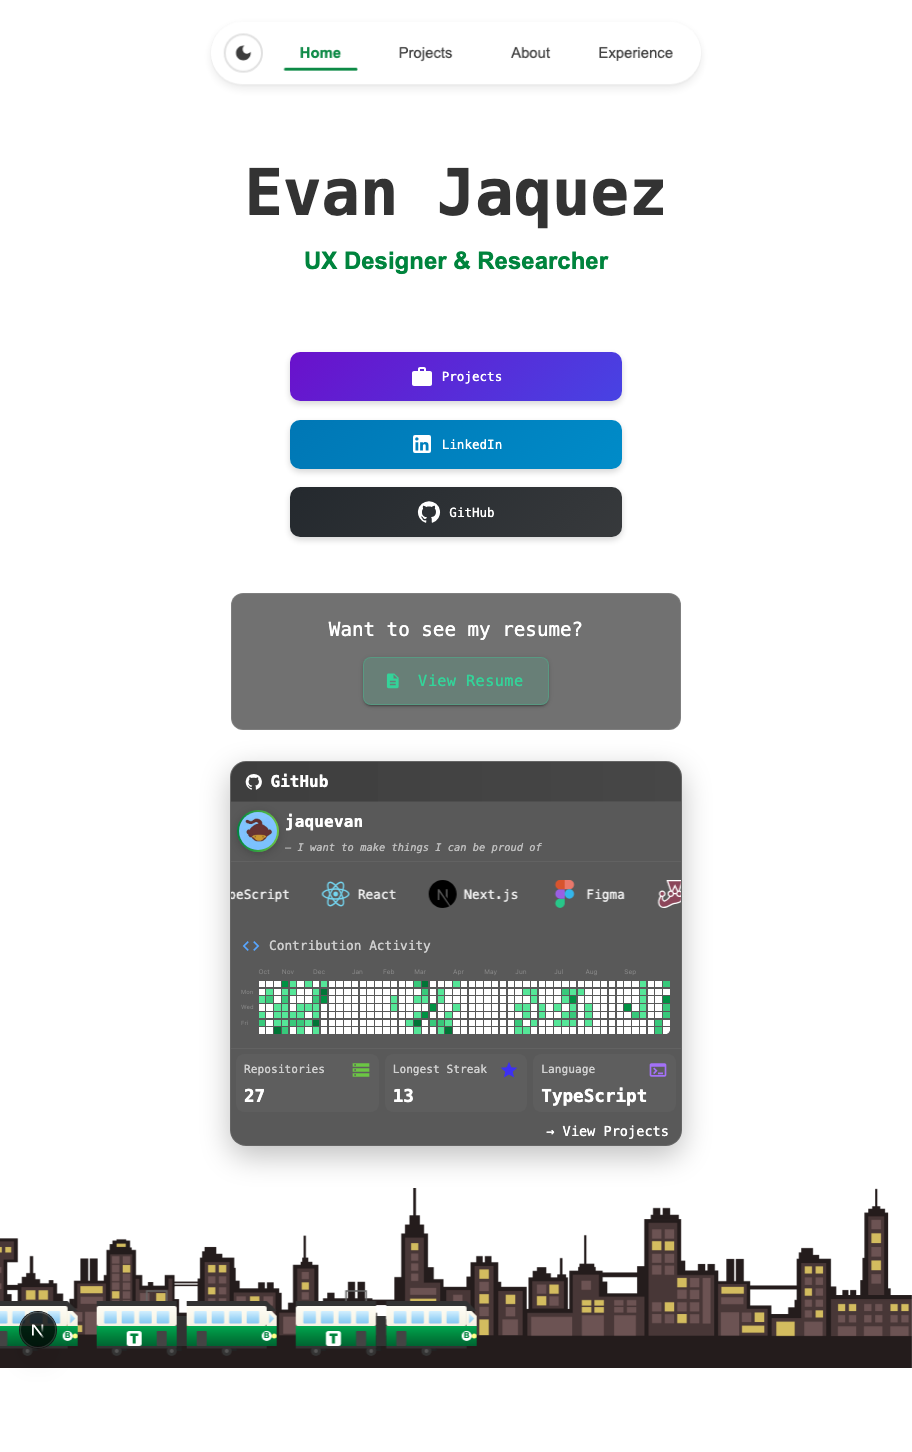 Home Projects About Experience
Evan Jaquez
UX Designer & Researcher
Projects
LinkedIn
GitHub
Want to see my resume?
View Resume
GitHub
jaquevan
— I want to make things I can be proud of
peScript React Next.js Figma
Contribution Activity
Oct Nov Dec Jan Feb Mar Apr May Jun Jul Aug Sep
Mon
Wed
Fri
Repositories Longest Streak Language
27 13 TypeScript
→ View Projects
B T B T B
N